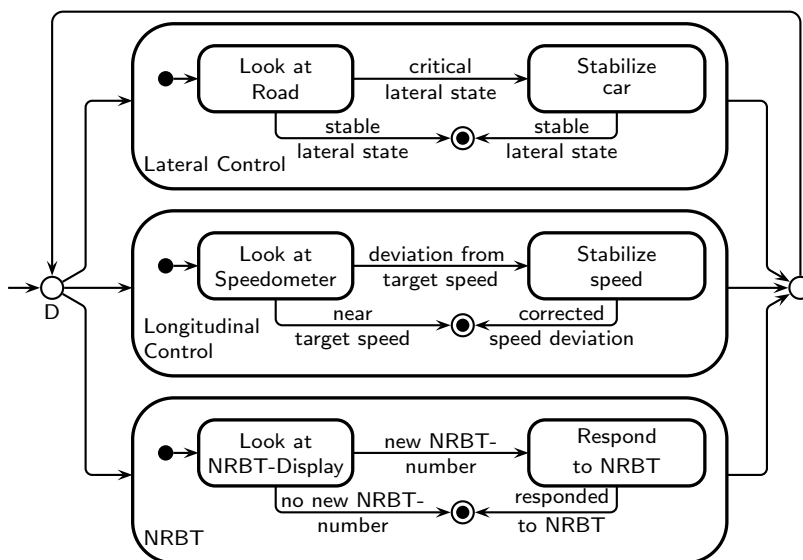 Look at
Road
critical
lateral state
Stabilize
car
stable
lateral state
stable
lateral state
Lateral Control
D
Look at
Speedometer
deviation from
target speed
Stabilize
speed
near
target speed
corrected
speed deviation
Longitudinal
Control
Look at
NRBT-Display
new NRBT-
number
Respond
to NRBT
no new NRBT-
number
responded
to NRBT
NRBT